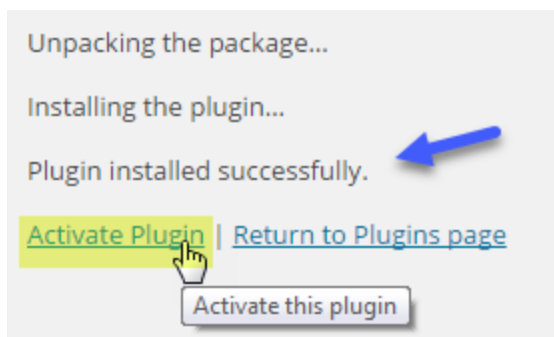 Unpacking the package...
Installing the plugin...
Plugin installed successfully.
Activate Plugin | Return to Plugins page
Activate this plugin